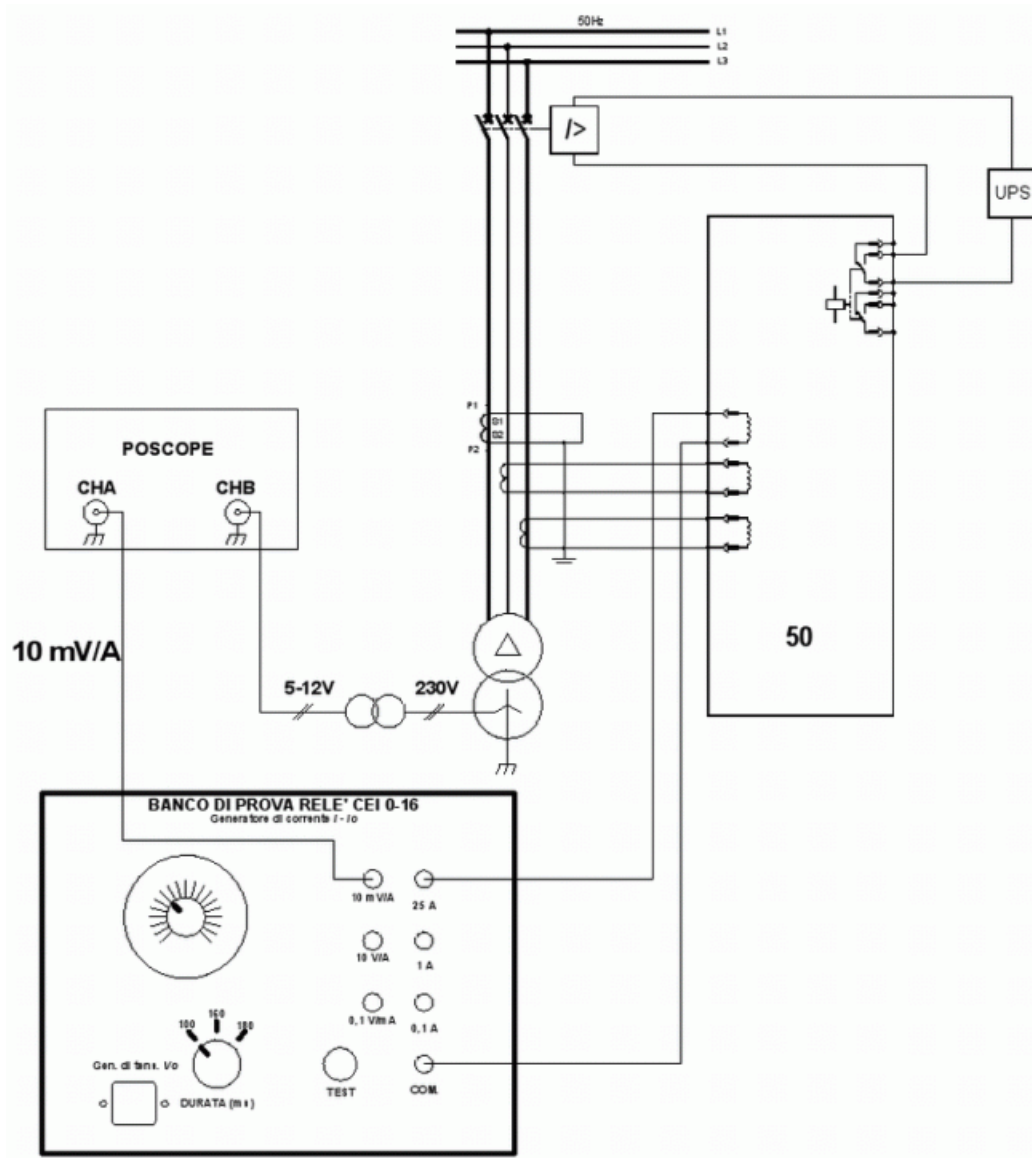 50Hz
L1
L2
L3
I>
UPS
P1
S1
S2
P2
POSCOPE
CHA
CHB
10 mV/A
50
5-12V
230V
BANCO DI PROVA RELE' CEI 0-16
Generatore di corrente I - Io
10 mV/A
25 A
10 V/A
1 A
0,1 V/mA
0,1 A
100
160
180
Gen. di tens. Vo
DURATA (ms)
TEST
COM.